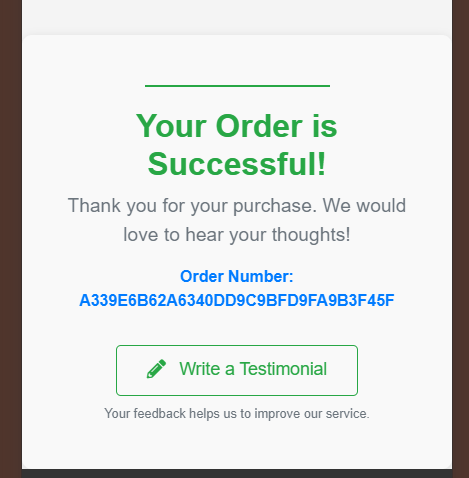 Your Order is
Successful!
Thank you for your purchase. We would
love to hear your thoughts!
Order Number:
A339E6B62A6340DD9C9BFD9FA9B3F45F
Write a Testimonial
Your feedback helps us to improve our service.